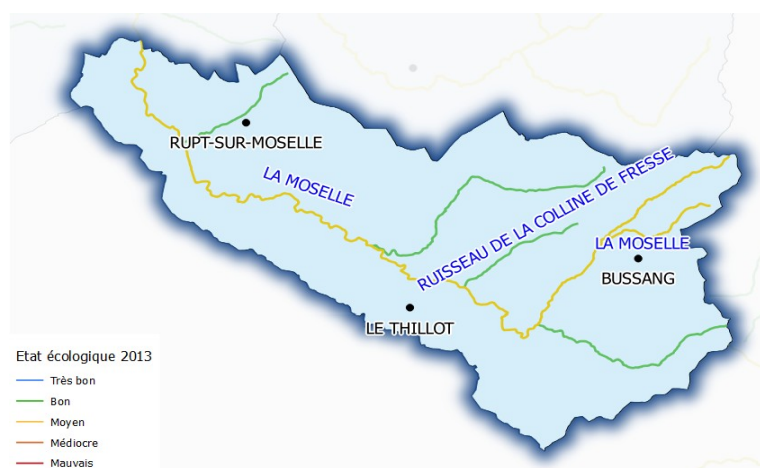 RUPT-SUR-MOSELLE
LA MOSELLE
RUISSEAU DE LA COLLINE DE FRESSE
LA MOSELLE
BUSSANG
LE THILLOT
Etat écologique 2013
Très bon
Bon
Moyen
Médiocre
Mauvais